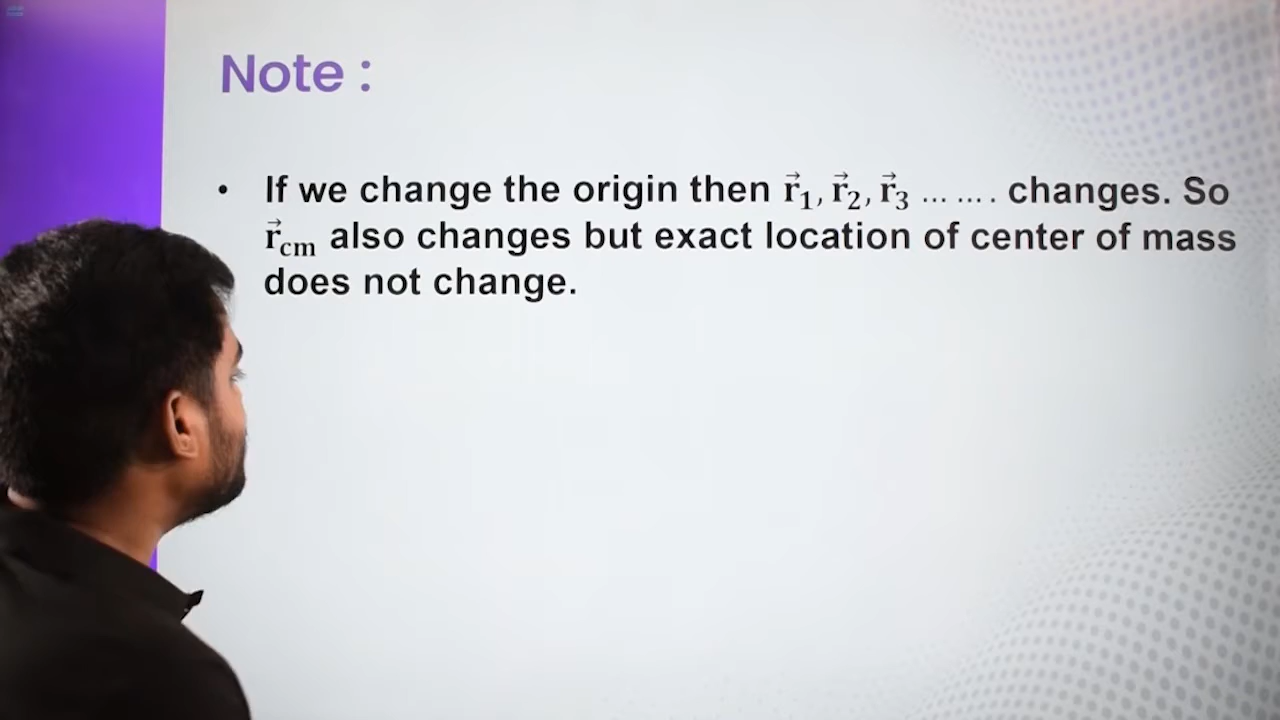 Note :
• If we change the origin then r⃗₁, r⃗₂, r⃗₃ ... ... . changes. So
r⃗cm also changes but exact location of center of mass
does not change.